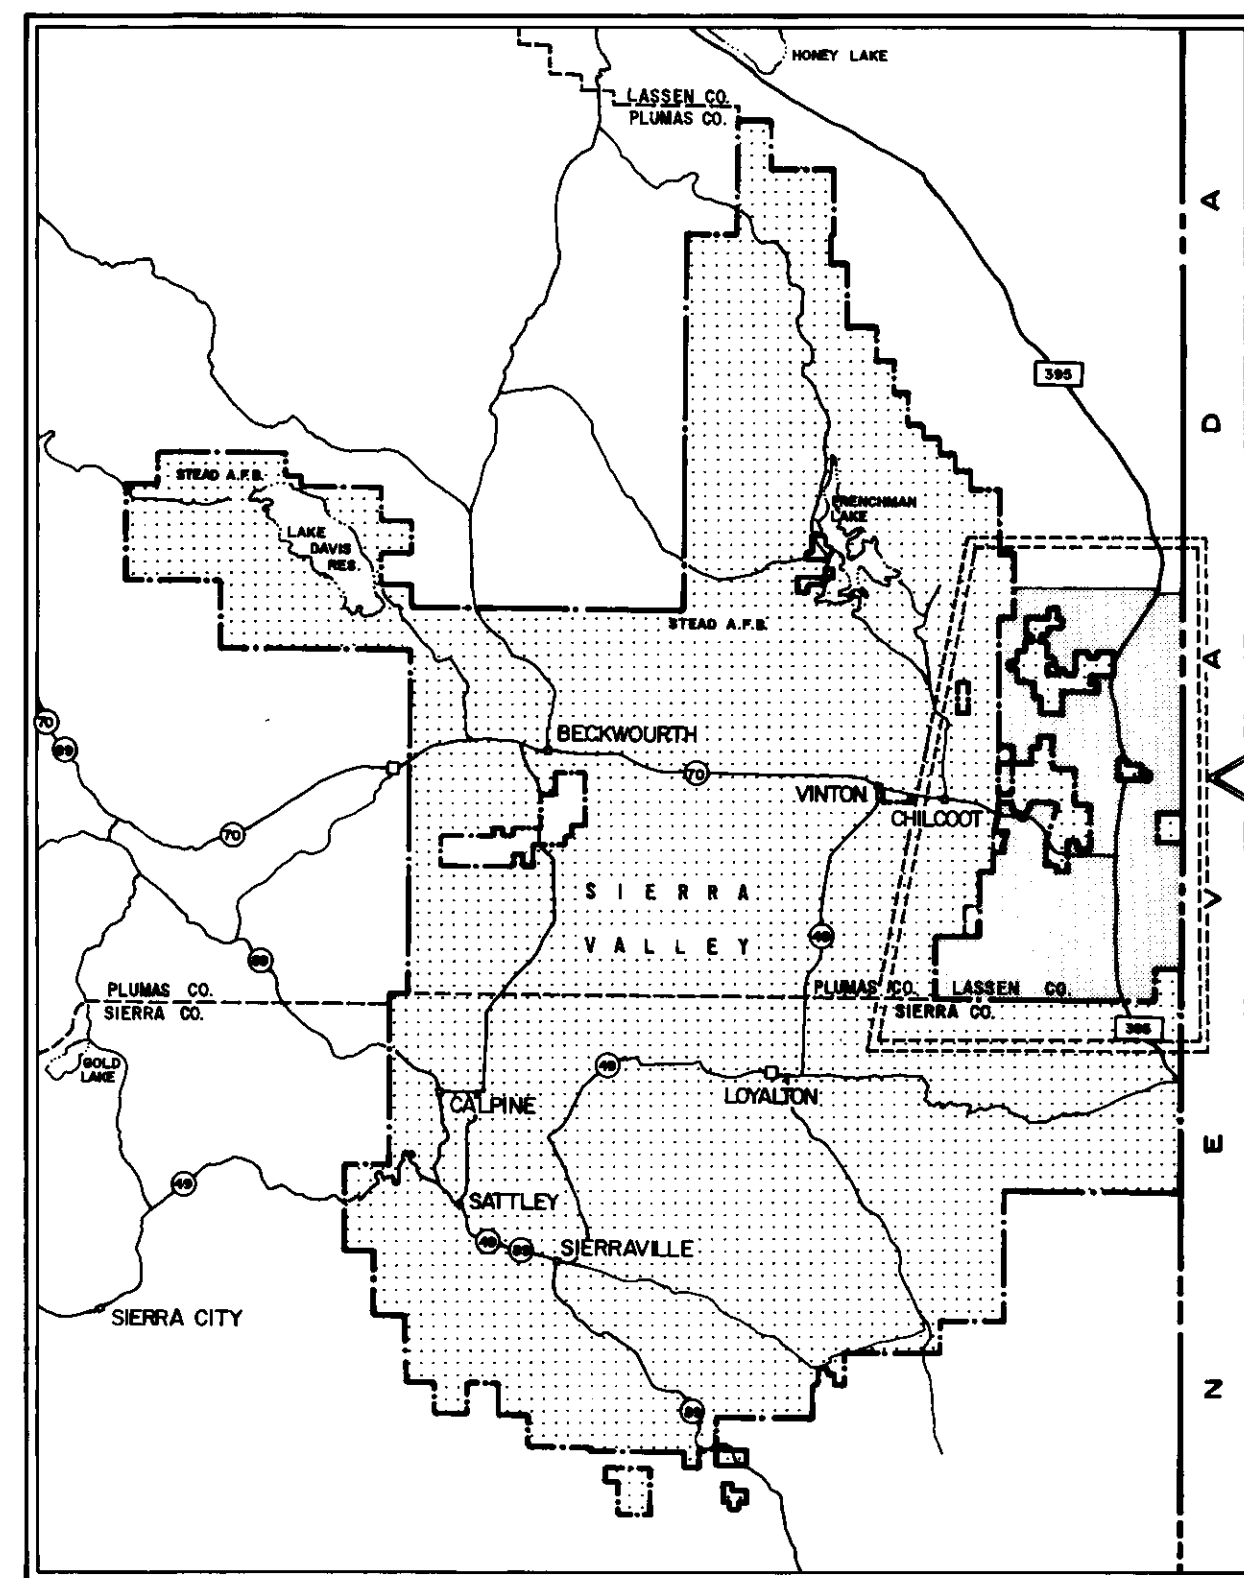 HONEY LAKE
LASSEN CO.
PLUMAS CO.
A
395
D
STEAD A.F.B.
FRENCHMAN
LAKE
LAKE
DAVIS
RES.
STEAD A.F.B.
A
70
89
BECKWOURTH
70
VINTON
CHILCOOT
70
SIERRA
VALLEY
V
49
89
PLUMAS CO.
SIERRA CO.
PLUMAS CO.
LASSEN CO.
SIERRA CO.
395
GOLD
LAKE
49
LOYALTON
CALPINE
E
49
SATTLEY
49
89
SIERRAVILLE
SIERRA CITY
N
89